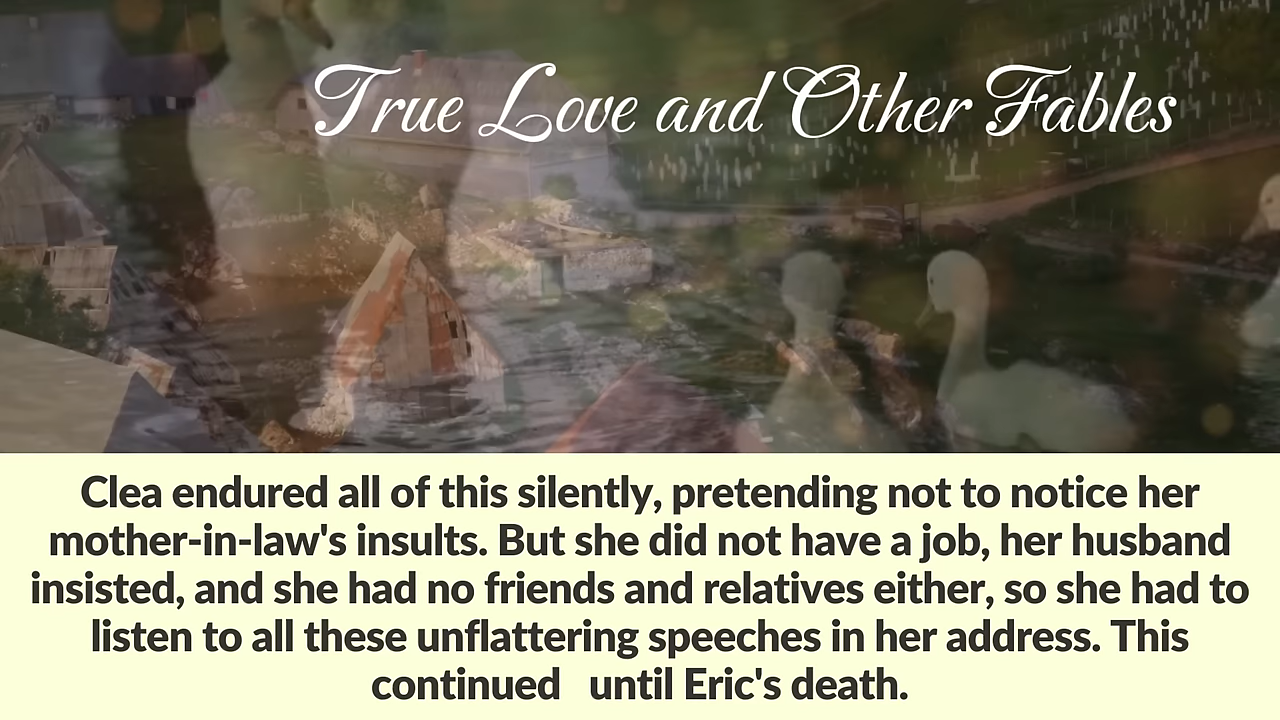 True Love and Other Fables
Clea endured all of this silently, pretending not to notice her
mother-in-law's insults. But she did not have a job, her husband
insisted, and she had no friends and relatives either, so she had to
listen to all these unflattering speeches in her address. This
continued   until Eric's death.